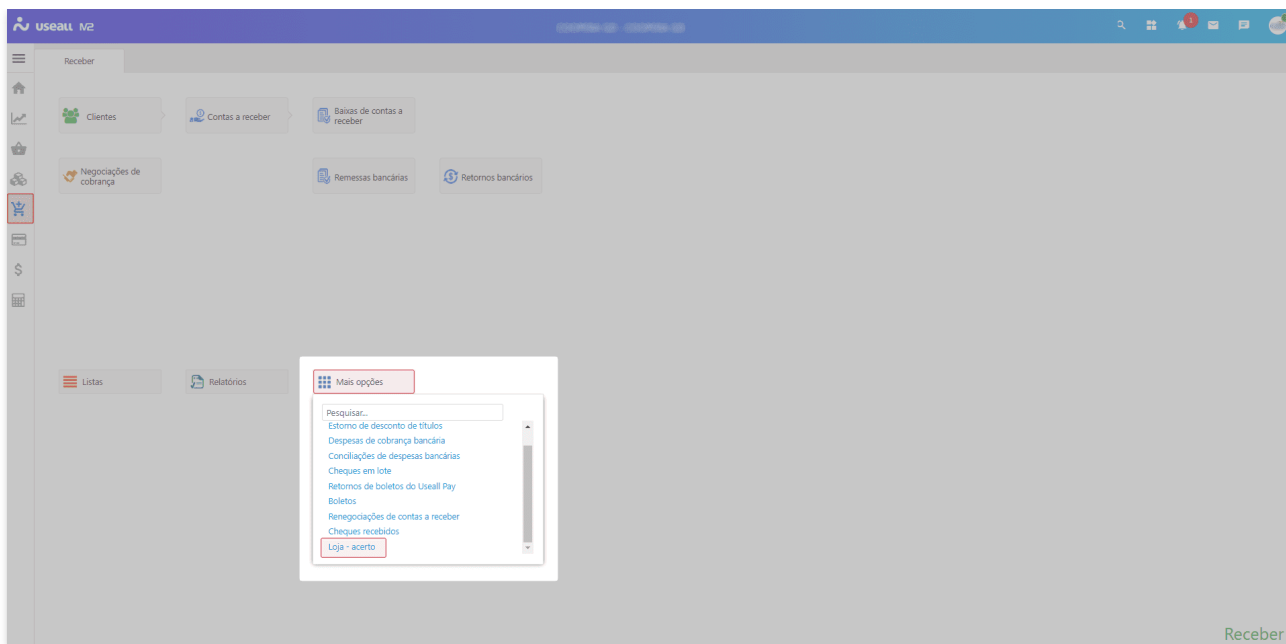 useall M2
1
Receber
Clientes
Contas a receber
Baixas de contas a
receber
Negociações de
cobrança
Remessas bancárias
Retornos bancários
$
Listas
Relatórios
Mais opções
Pesquisar...
Estorno de desconto de títulos
Despesas de cobrança bancária
Conciliações de despesas bancárias
Cheques em lote
Retornos de boletos do Useall Pay
Boletos
Renegociações de contas a receber
Cheques recebidos
Loja - acerto
Receber